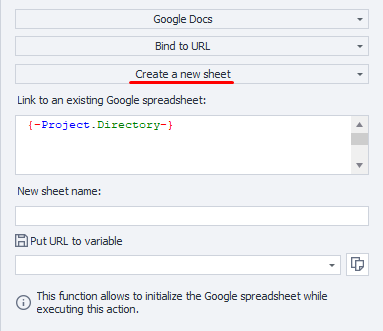 Google Docs
Bind to URL
Create a new sheet
Link to an existing Google spreadsheet:
{-Project.Directory-}
New sheet name:
Put URL to variable
This function allows to initialize the Google spreadsheet while
executing this action.